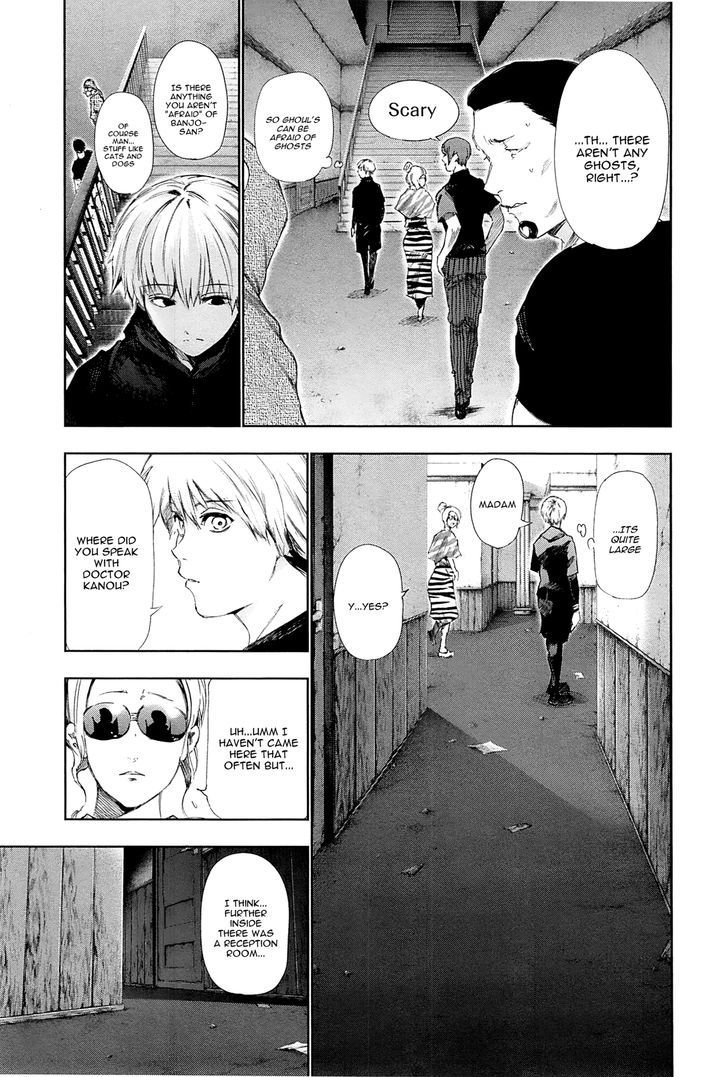 ...TH... THERE
AREN'T ANY
GHOSTS,
RIGHT...?
Scary
SO GHOUL'S CAN
BE AFRAID OF
GHOSTS
IS THERE
ANYTHING
YOU AREN'T
"AFRAID" OF
BANJO-
SAN?
OF
COURSE
MAN...
STUFF LIKE
CATS AND
DOGS
...ITS
QUITE
LARGE
MADAM
Y...YES?
WHERE DID
YOU SPEAK
WITH
DOCTOR
KANOU?
UH...UMM I
HAVEN'T CAME
HERE THAT
OFTEN BUT...
I THINK...
FURTHER
INSIDE
THERE WAS
A RECEPTION
ROOM...